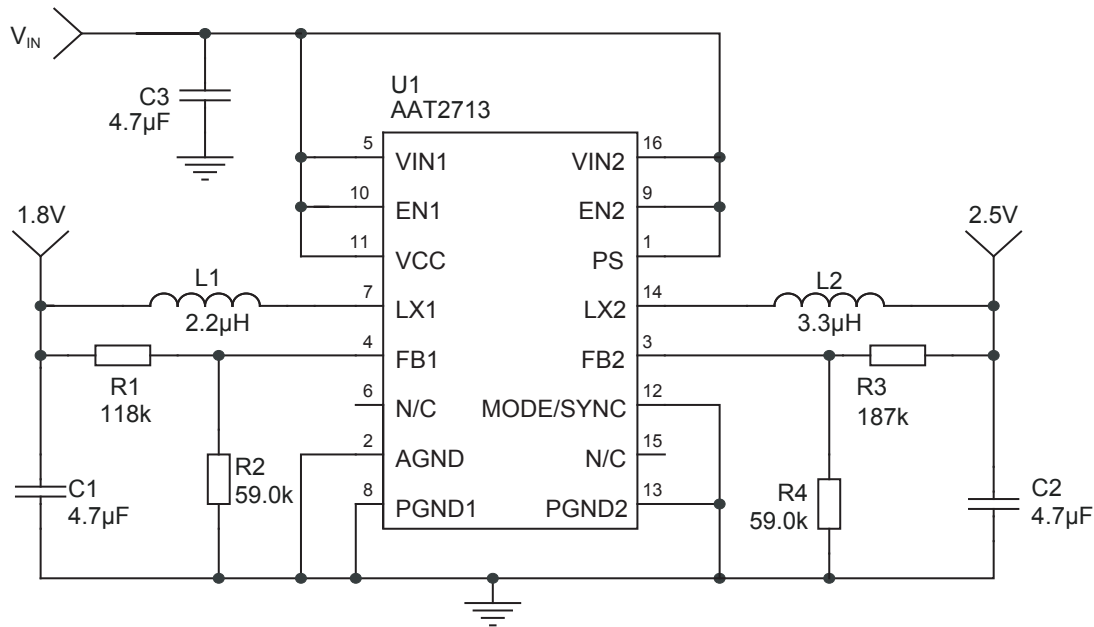 V_IN
C3
4.7µF
U1
AAT2713
5
VIN1
VIN2
16
10
EN1
EN2
9
11
VCC
PS
1
1.8V
2.5V
L1
2.2µH
7
LX1
LX2
14
L2
3.3µH
4
FB1
FB2
3
R1
118k
R3
187k
6
N/C
MODE/SYNC
12
2
AGND
N/C
15
8
PGND1
PGND2
13
R2
59.0k
R4
59.0k
C1
4.7µF
C2
4.7µF